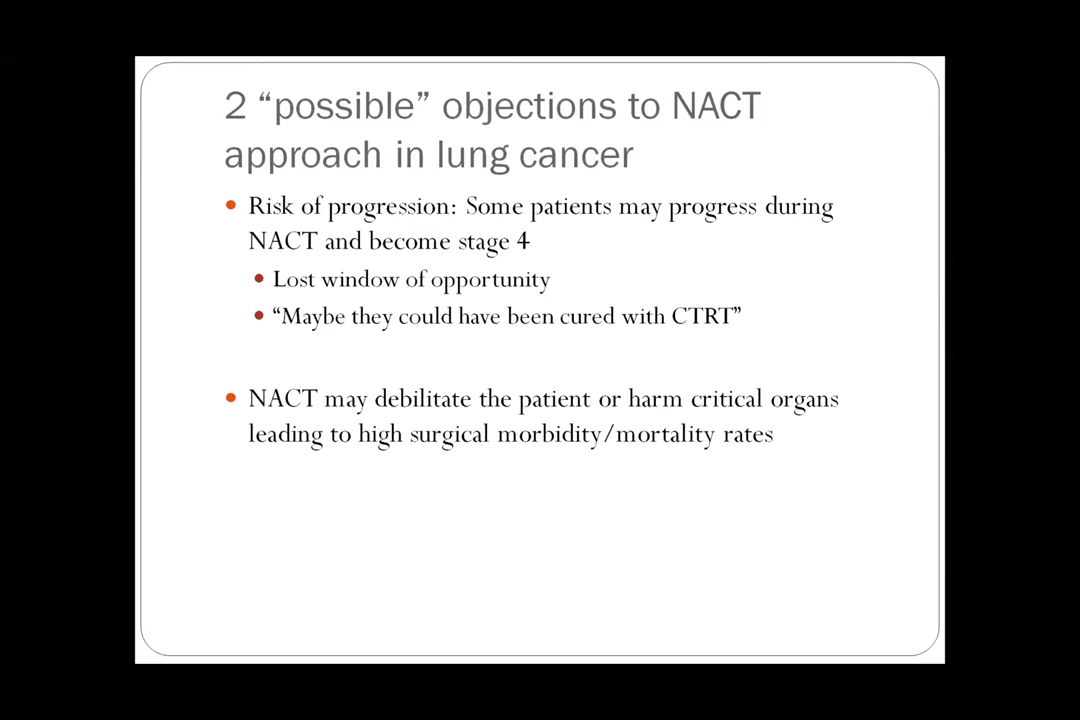 2 “possible” objections to NACT
approach in lung cancer
• Risk of progression: Some patients may progress during
NACT and become stage 4
• Lost window of opportunity
• “Maybe they could have been cured with CTRT”
• NACT may debilitate the patient or harm critical organs
leading to high surgical morbidity/mortality rates